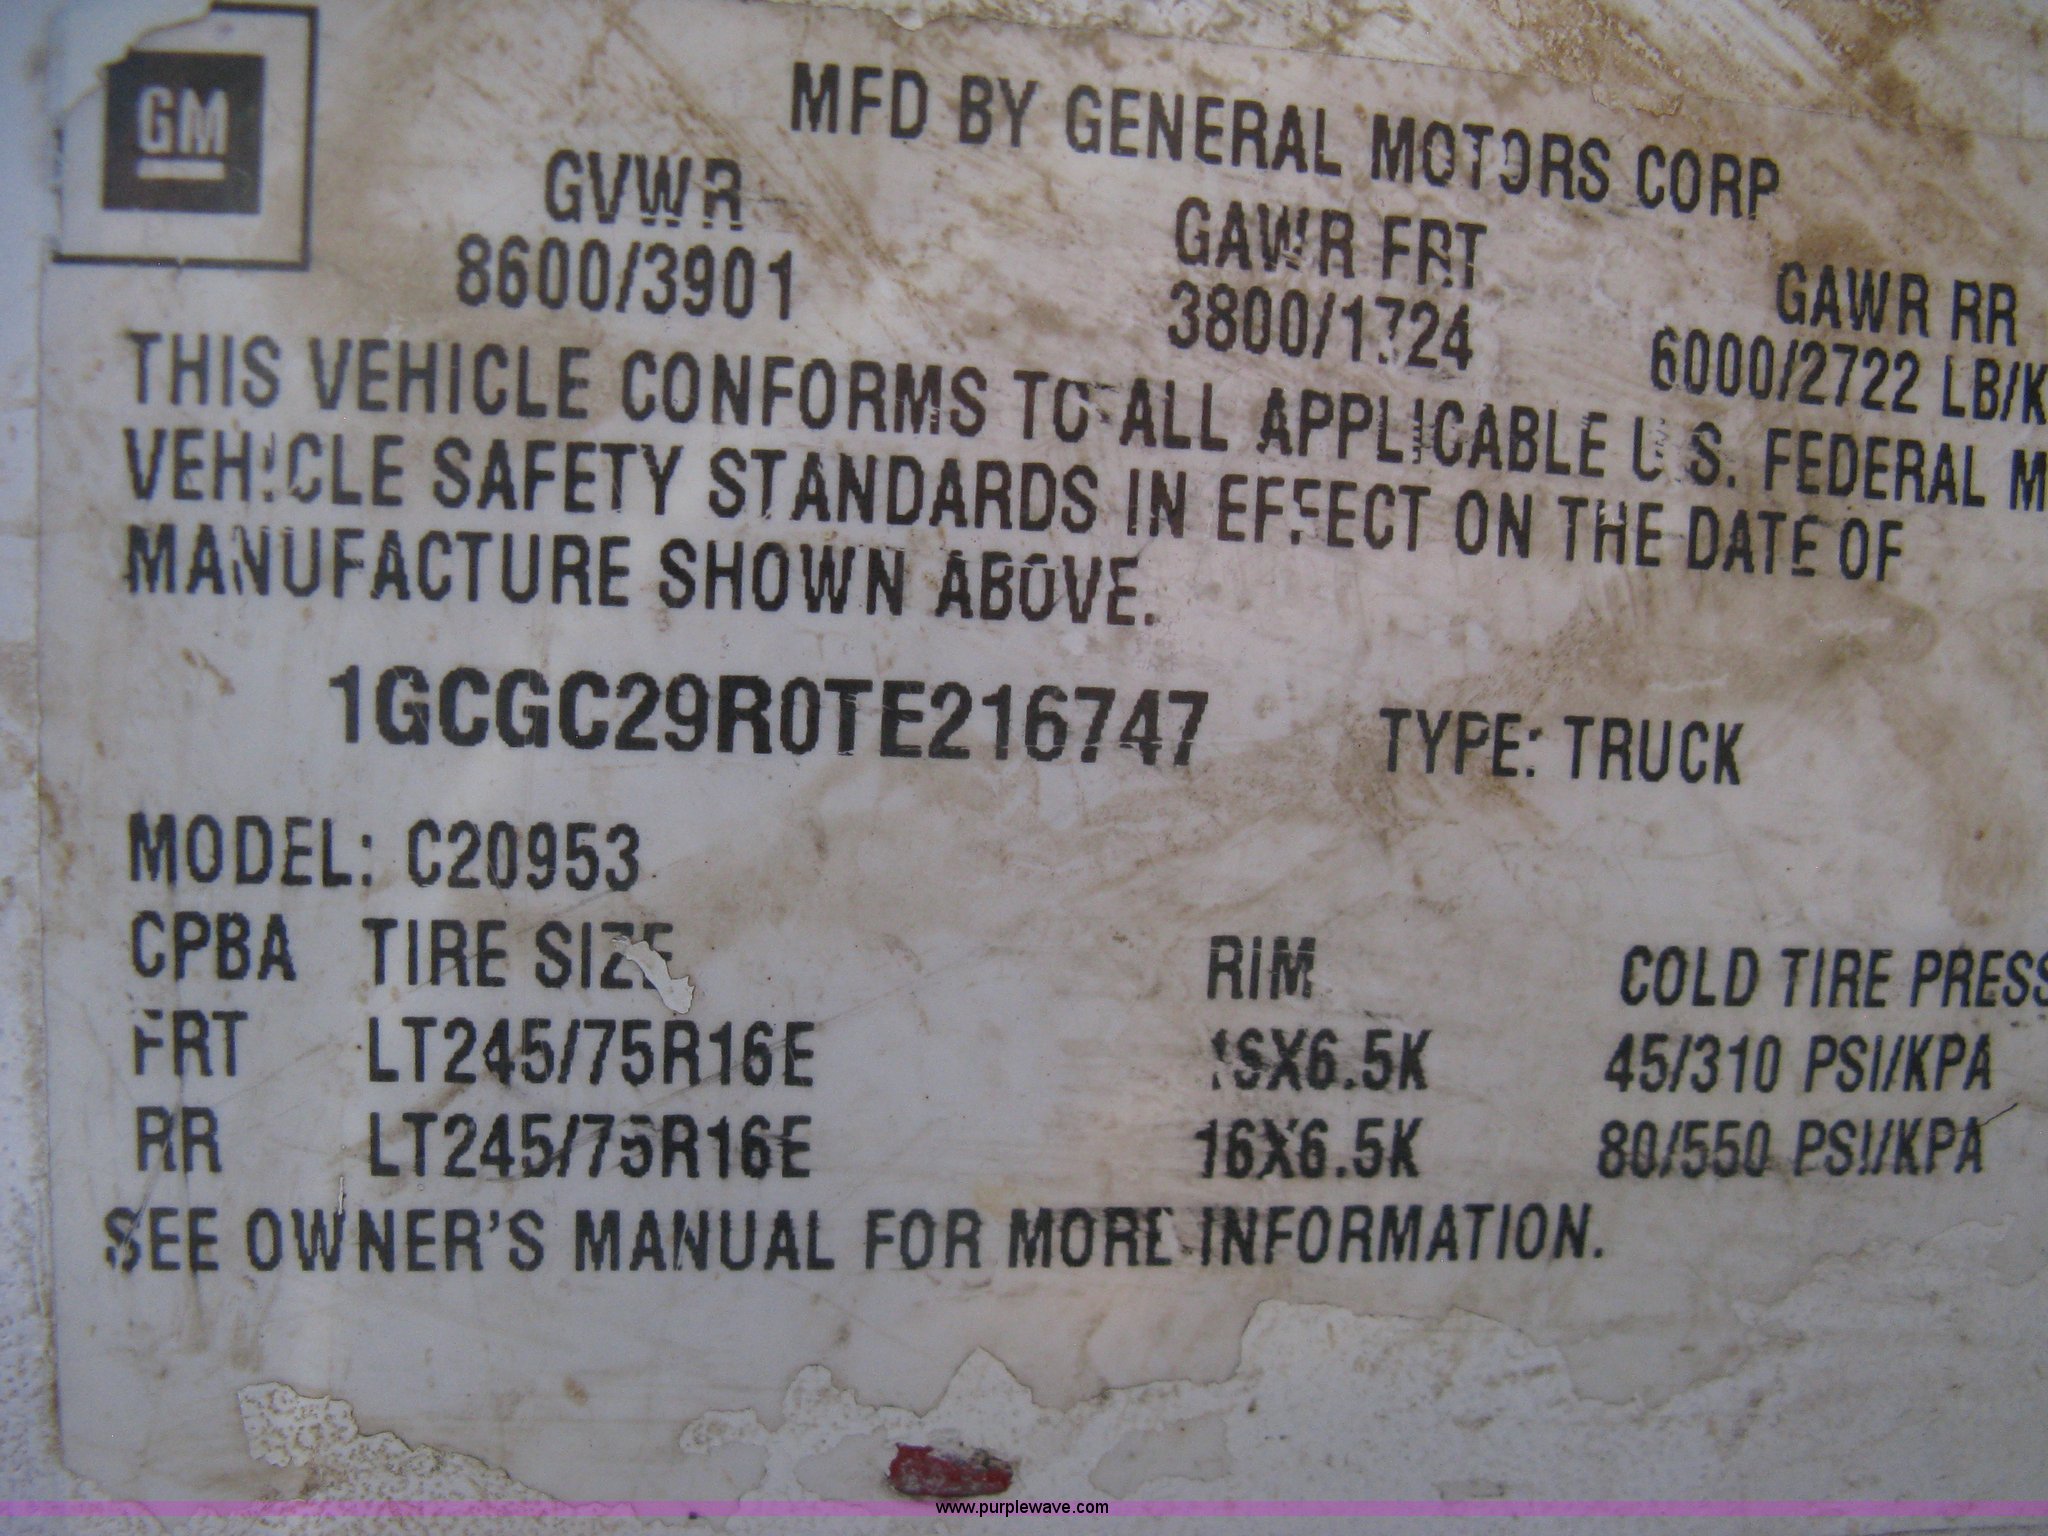 GM
MFD BY GENERAL MOTORS CORP
GVWR GAWR FRT GAWR RR
8600/3901 3800/1724 6000/2722 LB/K
THIS VEHICLE CONFORMS TO ALL APPLICABLE U.S. FEDERAL M
VEHICLE SAFETY STANDARDS IN EFFECT ON THE DATE OF
MANUFACTURE SHOWN ABOVE.
1GCGC29R0TE216747 TYPE: TRUCK
MODEL: C20953
CPBA TIRE SIZE RIM COLD TIRE PRESS
FRT LT245/75R16E 16X6.5K 45/310 PSI/KPA
RR LT245/75R16E 16X6.5K 80/550 PSI/KPA
SEE OWNER'S MANUAL FOR MORE INFORMATION.
www.purplewave.com